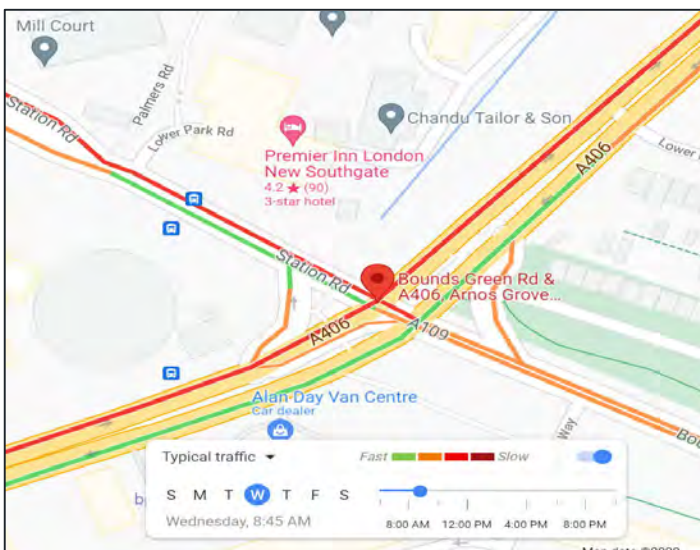 Mill Court
Station Rd
Palmers Rd
Lower Park Rd
Chandu Tailor & Son
Premier Inn London
New Southgate
4.2 ★ (90)
3-star hotel
A406
Lower
A406
Station Rd
Bounds Green Rd &
A406, Arnos Grove...
A406
A109
Alan Day Van Centre
Car dealer
Way
Bou
bp
Typical traffic
Fast
Slow
S M T W T F S
Wednesday, 8:45 AM
8:00 AM 12:00 PM 4:00 PM 8:00 PM